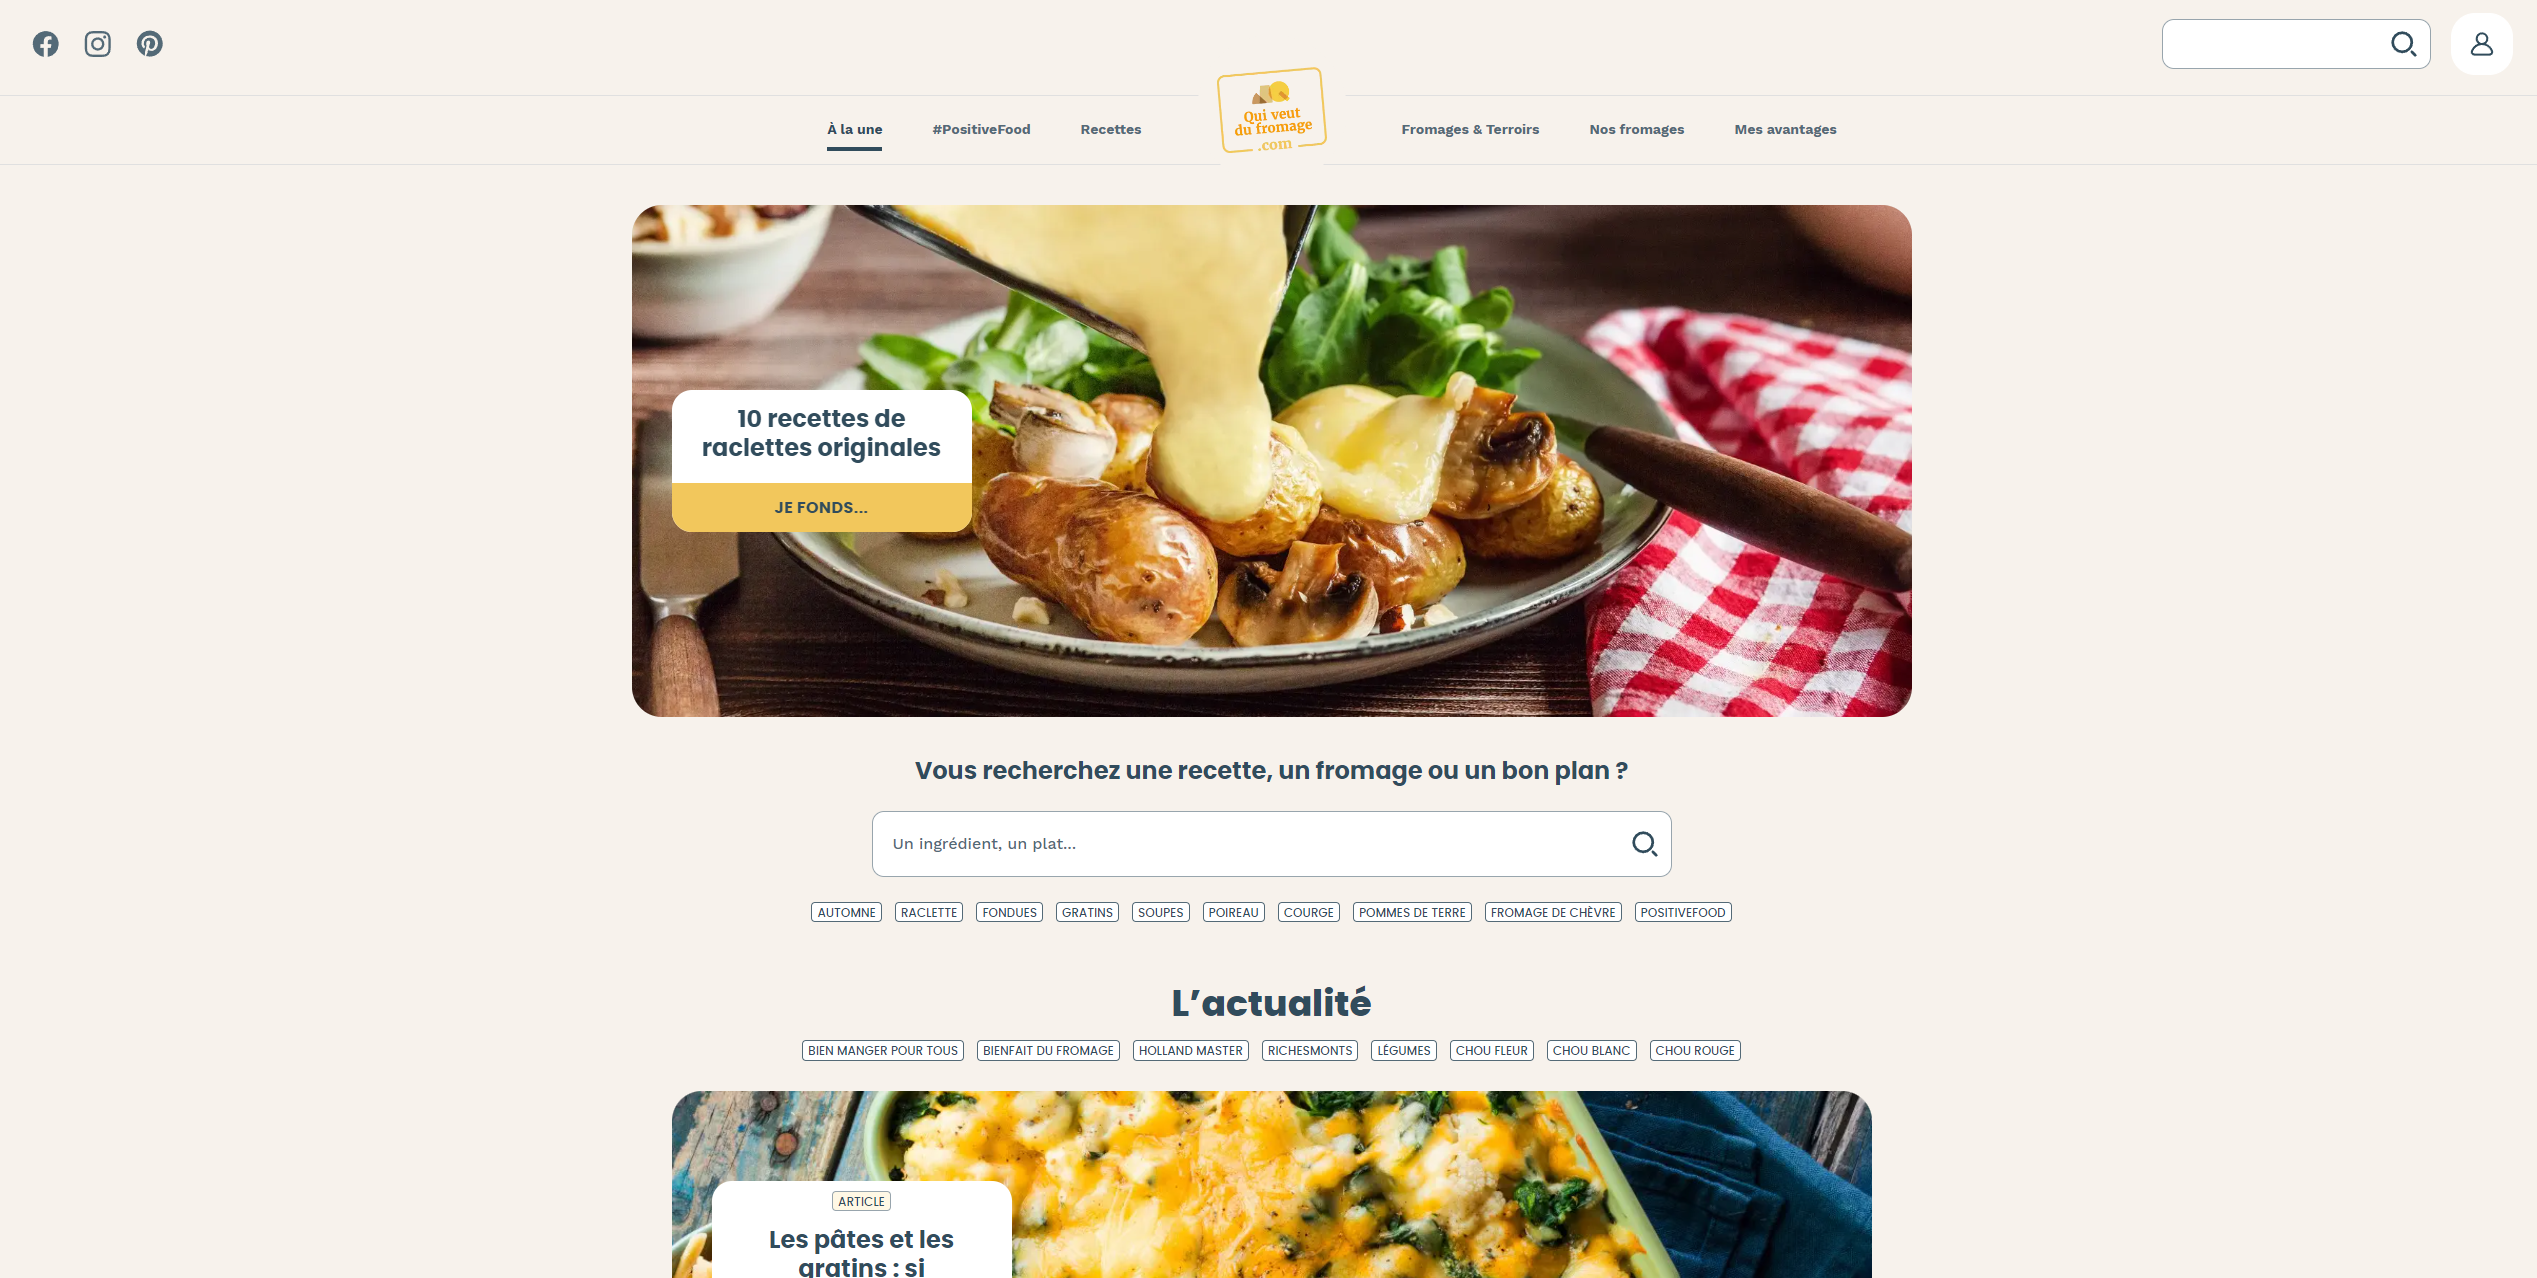 À la une
#PositiveFood
Recettes
Qui veut
du fromage
.com
Fromages & Terroirs
Nos fromages
Mes avantages
10 recettes de
raclettes originales
JE FONDS...
Vous recherchez une recette, un fromage ou un bon plan ?
Un ingrédient, un plat...
AUTOMNE
RACLETTE
FONDUES
GRATINS
SOUPES
POIREAU
COURGE
POMMES DE TERRE
FROMAGE DE CHÈVRE
POSITIVEFOOD
L’actualité
BIEN MANGER POUR TOUS
BIENFAIT DU FROMAGE
HOLLAND MASTER
RICHESMONTS
LÉGUMES
CHOU FLEUR
CHOU BLANC
CHOU ROUGE
ARTICLE
Les pâtes et les
gratins : si